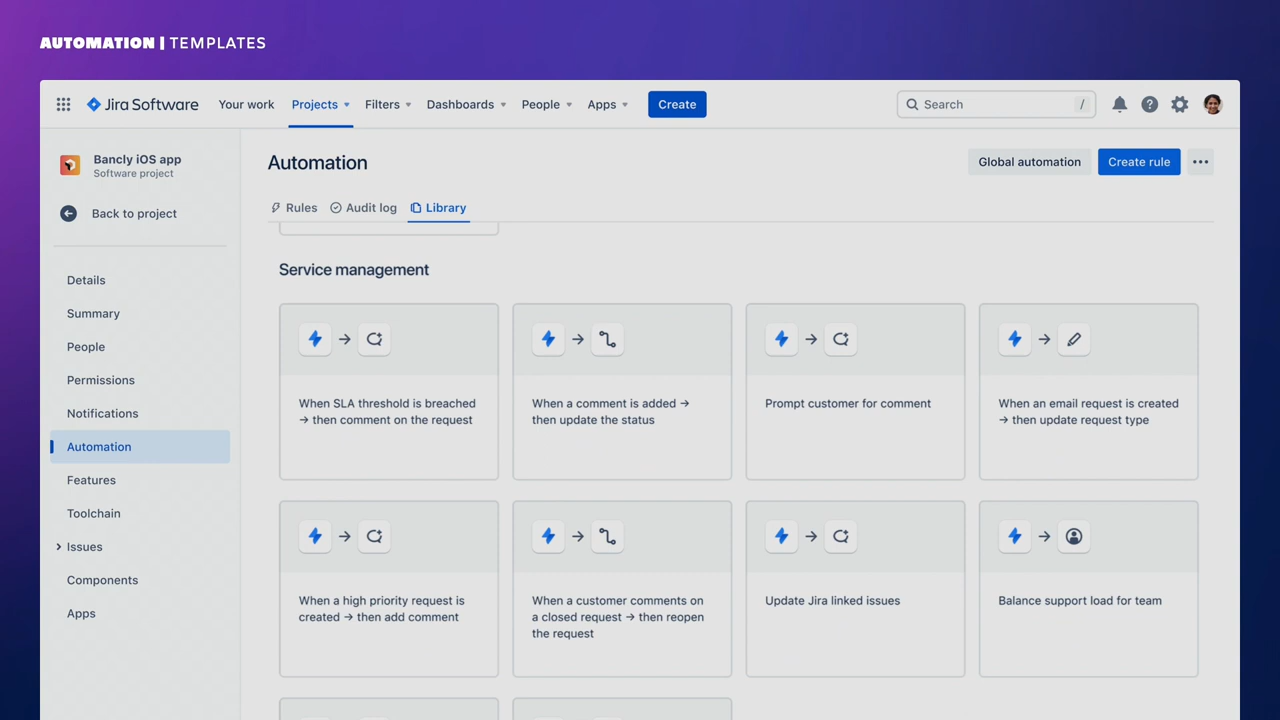 AUTOMATION | TEMPLATES
Jira Software
Your work
Projects
Filters
Dashboards
People
Apps
Create
Search
/
Bancly iOS app
Software project
Back to project
Details
Summary
People
Permissions
Notifications
Automation
Features
Toolchain
Issues
Components
Apps
Automation
Global automation
Create rule
Rules
Audit log
Library
Service management
When SLA threshold is breached
→ then comment on the request
When a comment is added →
then update the status
Prompt customer for comment
When an email request is created
→ then update request type
When a high priority request is
created → then add comment
When a customer comments on
a closed request → then reopen
the request
Update Jira linked issues
Balance support load for team